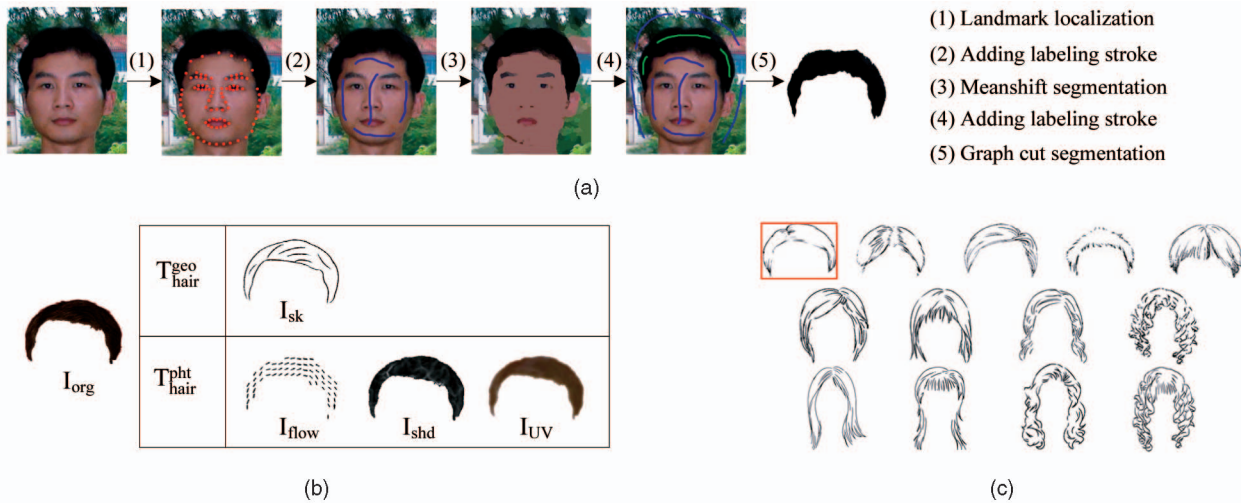 (1) (2) (3) (4) (5)
(1) Landmark localization
(2) Adding labeling stroke
(3) Meanshift segmentation
(4) Adding labeling stroke
(5) Graph cut segmentation
(a)
I_org
T^geo_hair
I_sk
T^pht_hair
I_flow I_shd I_UV
(b)
(c)